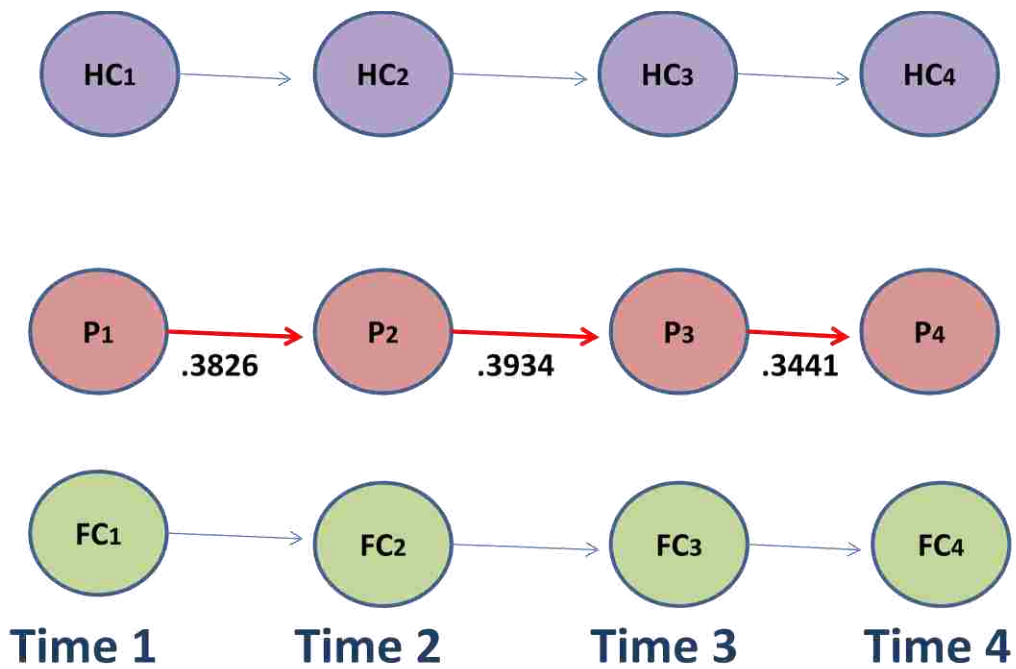 HC1 HC2 HC3 HC4
P1 P2 P3 P4
.3826 .3934 .3441
FC1 FC2 FC3 FC4
Time 1 Time 2 Time 3 Time 4